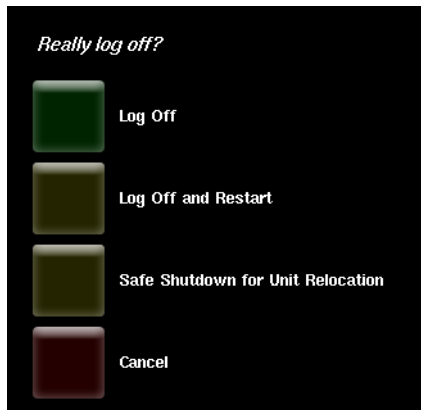 Really log off?
Log Off
Log Off and Restart
Safe Shutdown for Unit Relocation
Cancel